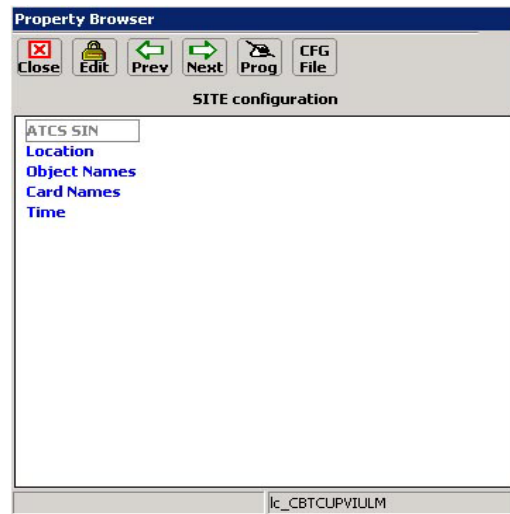 Property Browser
Close Edit Prev Next Prog CFG File
SITE configuration
ATCS SIN
Location
Object Names
Card Names
Time
lc_CBTCUPVIULM